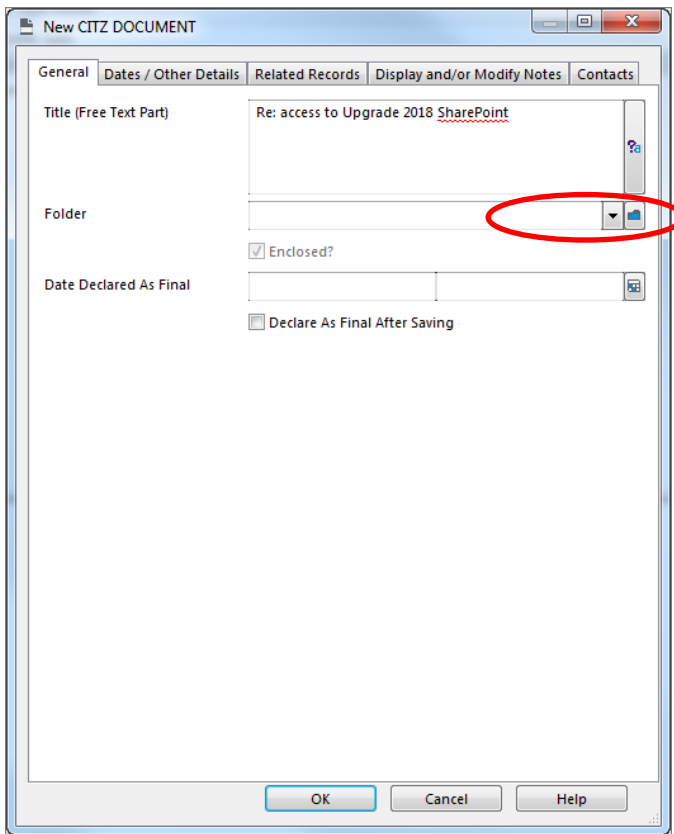 New CITZ DOCUMENT
General Dates / Other Details Related Records Display and/or Modify Notes Contacts
Title (Free Text Part) Re: access to Upgrade 2018 SharePoint
Folder
Enclosed?
Date Declared As Final
Declare As Final After Saving
OK Cancel Help